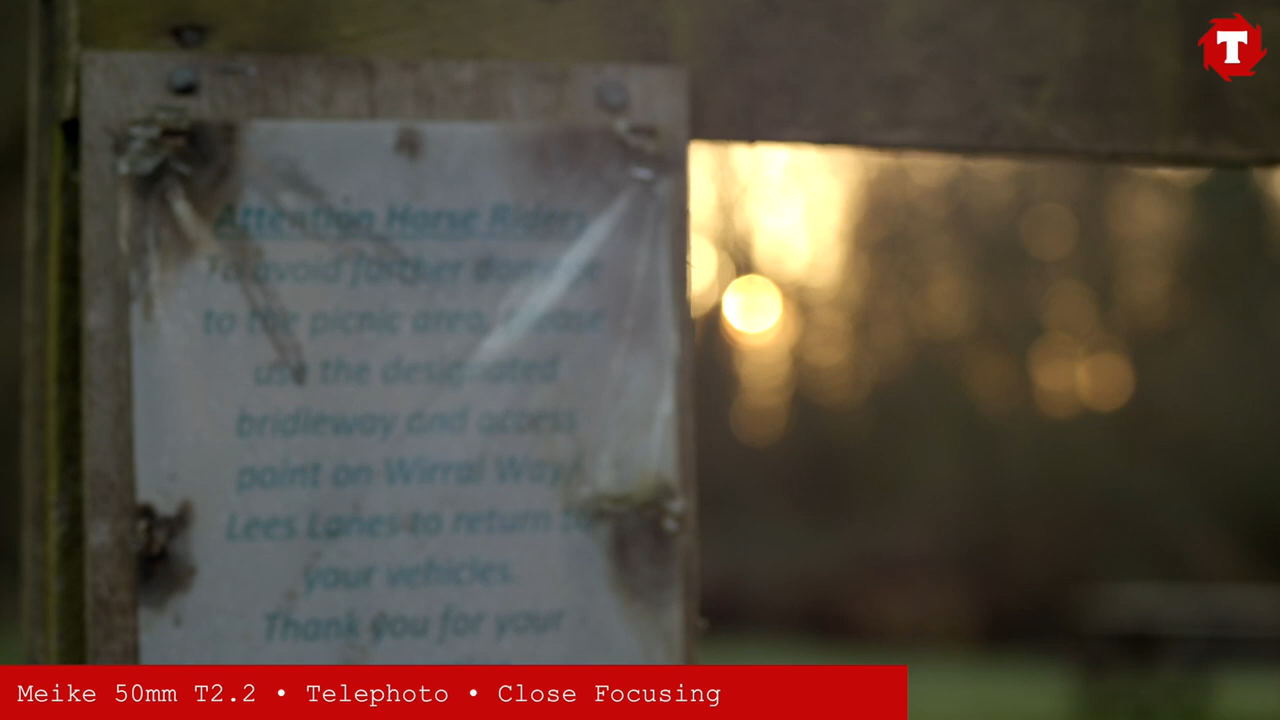 T
Attention Horse Riders
To avoid further damage
to the picnic area, Please
use the designated
bridleway and access
point on Wirral Way/
Lees Lanes to return to
your vehicles.
Thank you for your
Meike 50mm T2.2 • Telephoto • Close Focusing